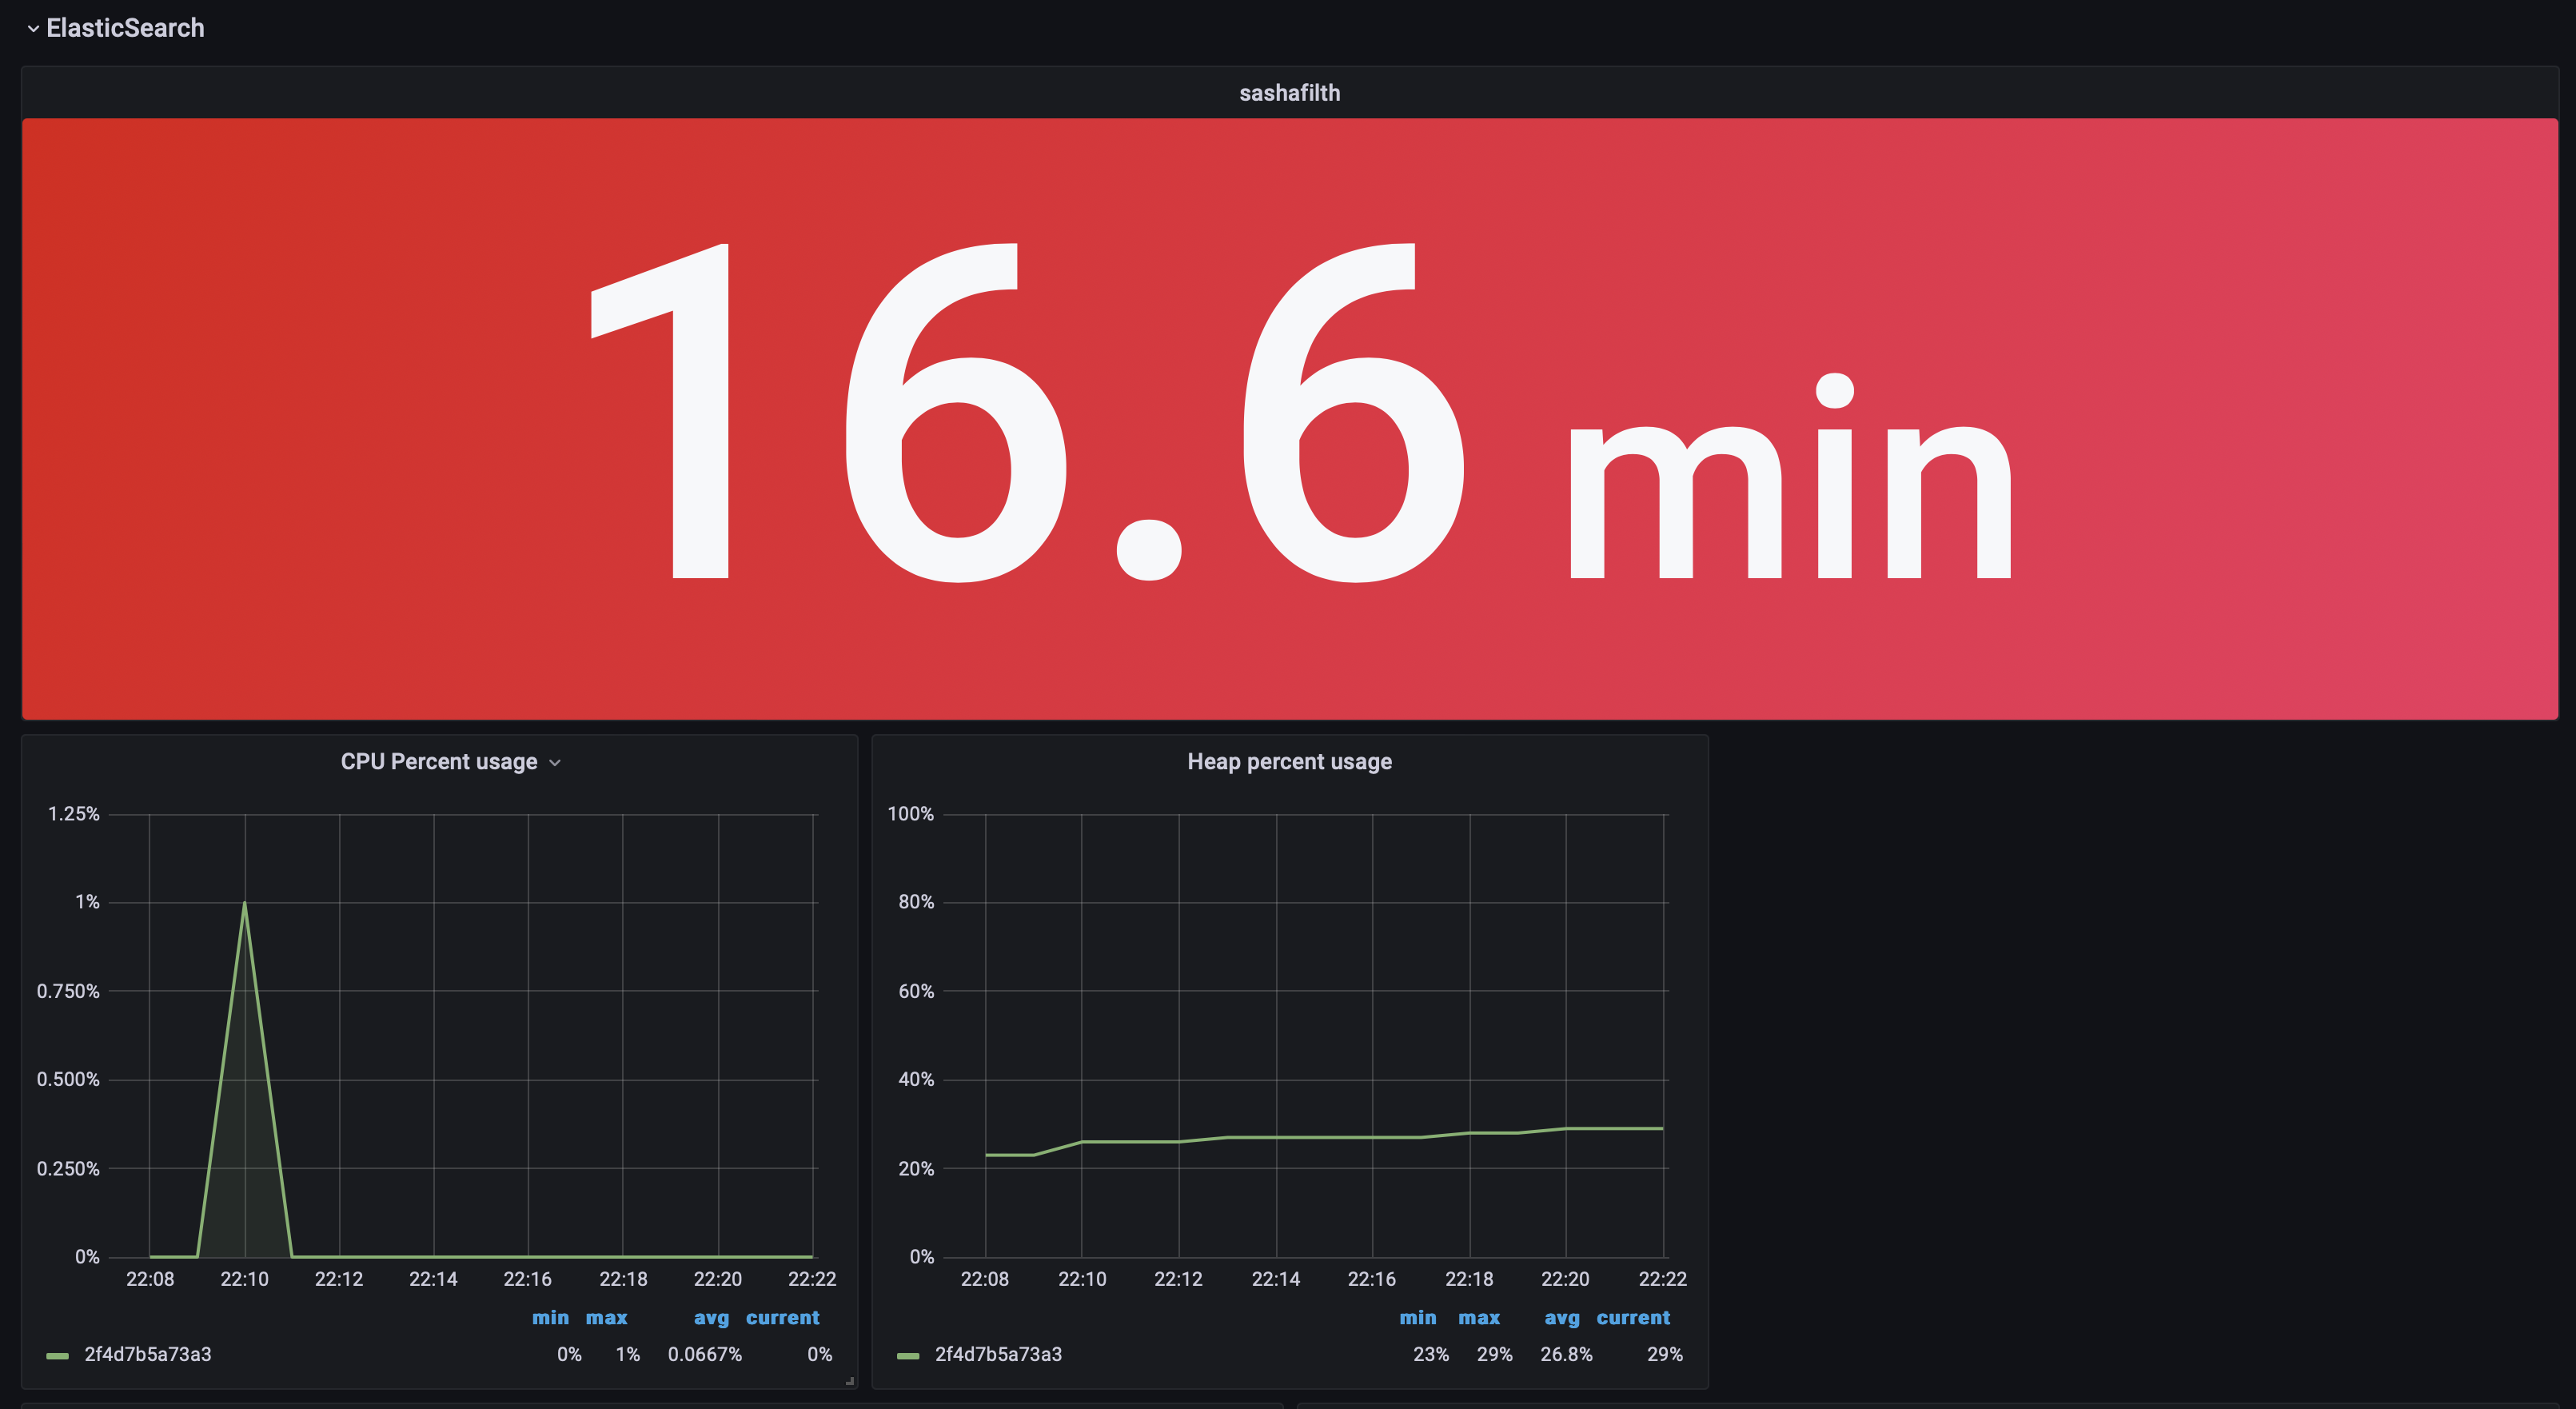 ElasticSearch
sashafilth
16.6 min
CPU Percent usage
1.25%
1%
0.750%
0.500%
0.250%
0%
22:08 22:10 22:12 22:14 22:16 22:18 22:20 22:22
min max avg current
2f4d7b5a73a3 0% 1% 0.0667% 0%
Heap percent usage
100%
80%
60%
40%
20%
0%
22:08 22:10 22:12 22:14 22:16 22:18 22:20 22:22
min max avg current
2f4d7b5a73a3 23% 29% 26.8% 29%